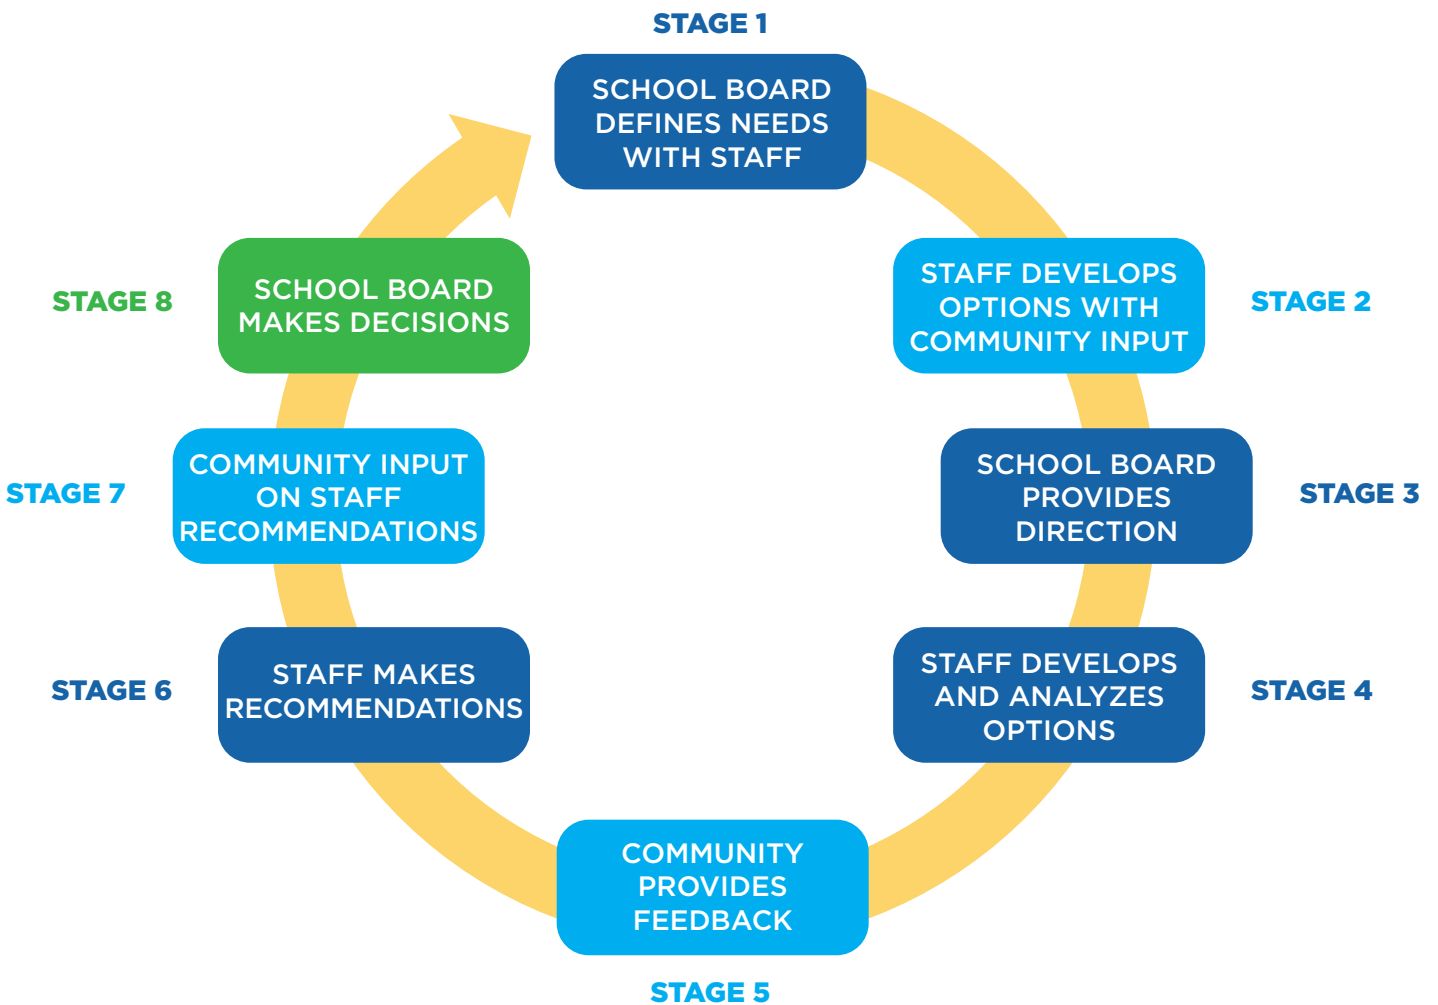 STAGE 1
SCHOOL BOARD
DEFINES NEEDS
WITH STAFF
STAGE 2
STAFF DEVELOPS
OPTIONS WITH
COMMUNITY INPUT
STAGE 3
SCHOOL BOARD
PROVIDES
DIRECTION
STAGE 4
STAFF DEVELOPS
AND ANALYZES
OPTIONS
COMMUNITY
PROVIDES
FEEDBACK
STAGE 5
STAGE 6
STAFF MAKES
RECOMMENDATIONS
STAGE 7
COMMUNITY INPUT
ON STAFF
RECOMMENDATIONS
STAGE 8
SCHOOL BOARD
MAKES DECISIONS